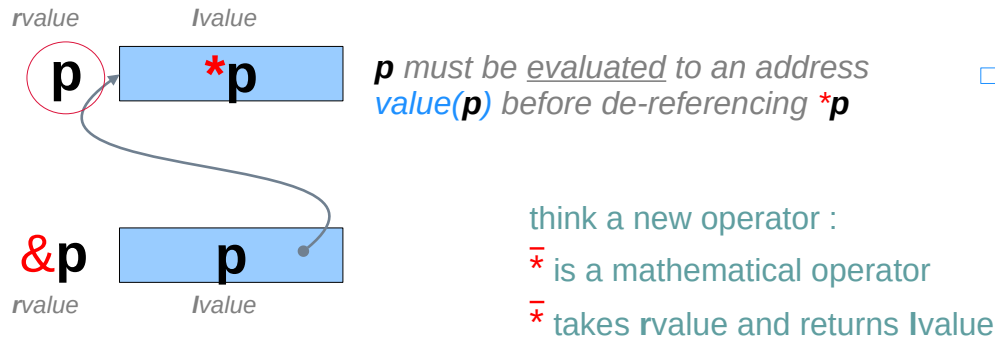 rvalue lvalue
p *p
p must be evaluated to an address
value(p) before de-referencing *p
&p p
rvalue lvalue
think a new operator :
*̅ is a mathematical operator
*̅ takes rvalue and returns lvalue